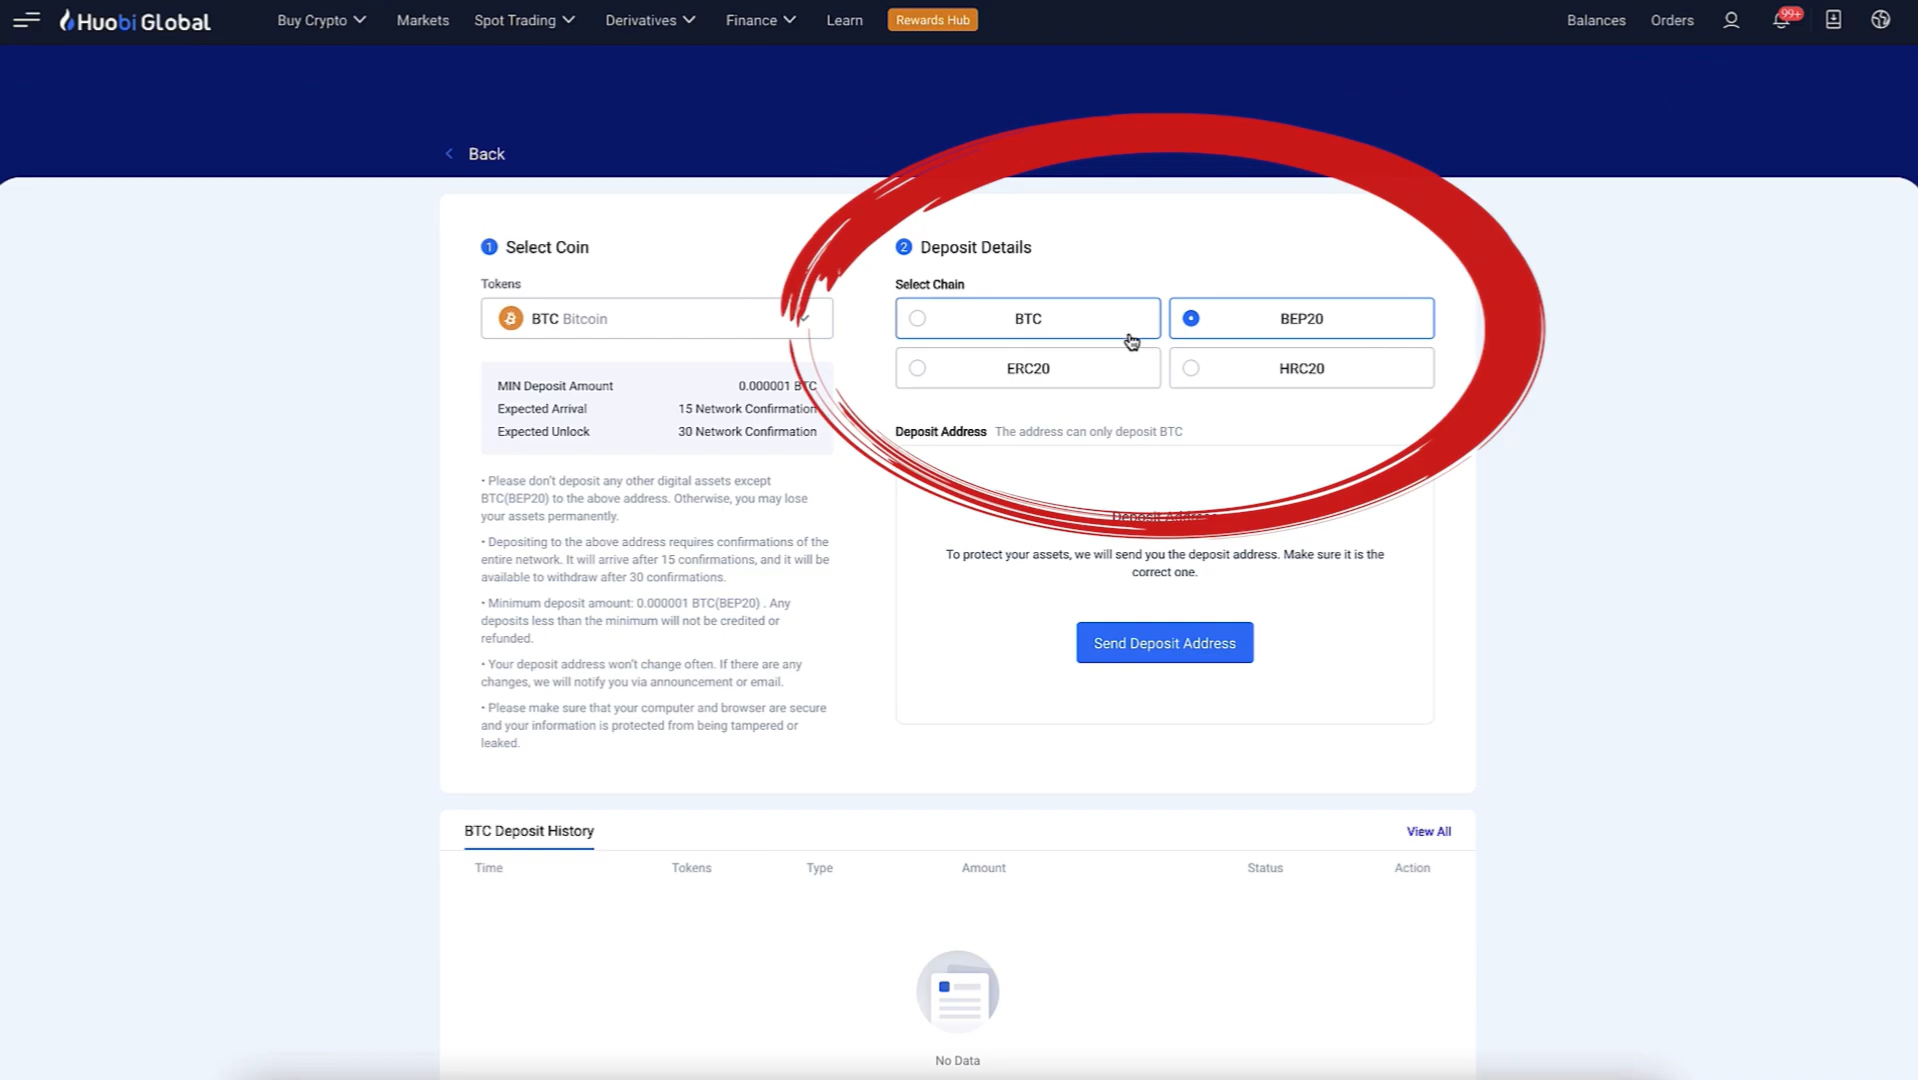 Huobi Global
Buy Crypto
Markets
Spot Trading
Derivatives
Finance
Learn
Rewards Hub
Balances
Orders
99+
Back
1 Select Coin
Tokens
BTC Bitcoin
MIN Deposit Amount 0.000001 BTC
Expected Arrival 15 Network Confirmation
Expected Unlock 30 Network Confirmation
• Please don't deposit any other digital assets except
BTC(BEP20) to the above address. Otherwise, you may lose
your assets permanently.
• Depositing to the above address requires confirmations of the
entire network. It will arrive after 15 confirmations, and it will be
available to withdraw after 30 confirmations.
• Minimum deposit amount: 0.000001 BTC(BEP20) . Any
deposits less than the minimum will not be credited or
refunded.
• Your deposit address won't change often. If there are any
changes, we will notify you via announcement or email.
• Please make sure that your computer and browser are secure
and your information is protected from being tampered or
leaked.
2 Deposit Details
Select Chain
BTC
BEP20
ERC20
HRC20
Deposit Address The address can only deposit BTC
Deposit Address
To protect your assets, we will send you the deposit address. Make sure it is the
correct one.
Send Deposit Address
BTC Deposit History
View All
Time Tokens Type Amount Status Action
No Data